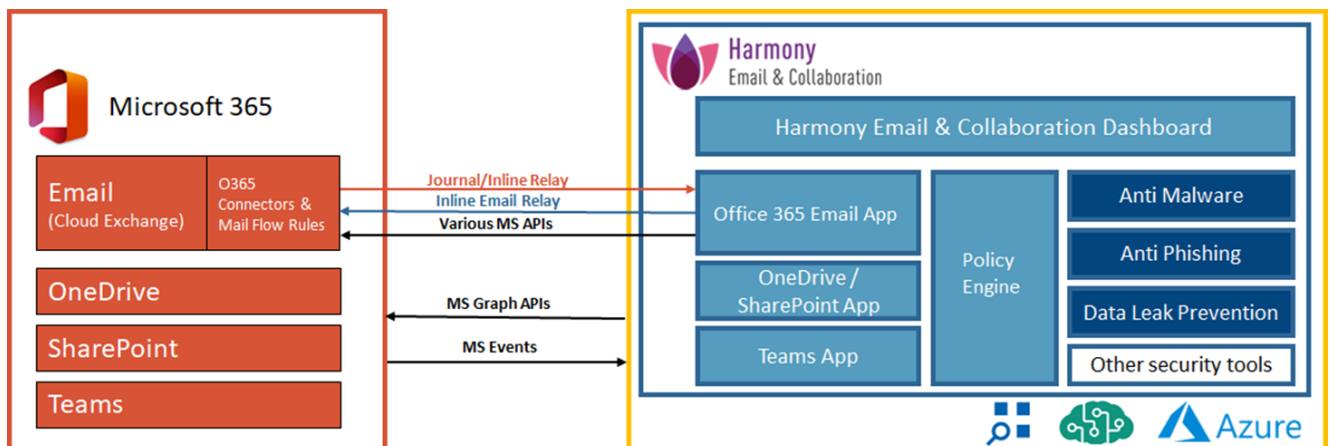 Microsoft 365
Email
(Cloud Exchange)
O365
Connectors &
Mail Flow Rules
OneDrive
SharePoint
Teams
Journal/Inline Relay
Inline Email Relay
Various MS APIs
MS Graph APIs
MS Events
Harmony
Email & Collaboration
Harmony Email & Collaboration Dashboard
Office 365 Email App
OneDrive /
SharePoint App
Teams App
Policy
Engine
Anti Malware
Anti Phishing
Data Leak Prevention
Other security tools
Azure